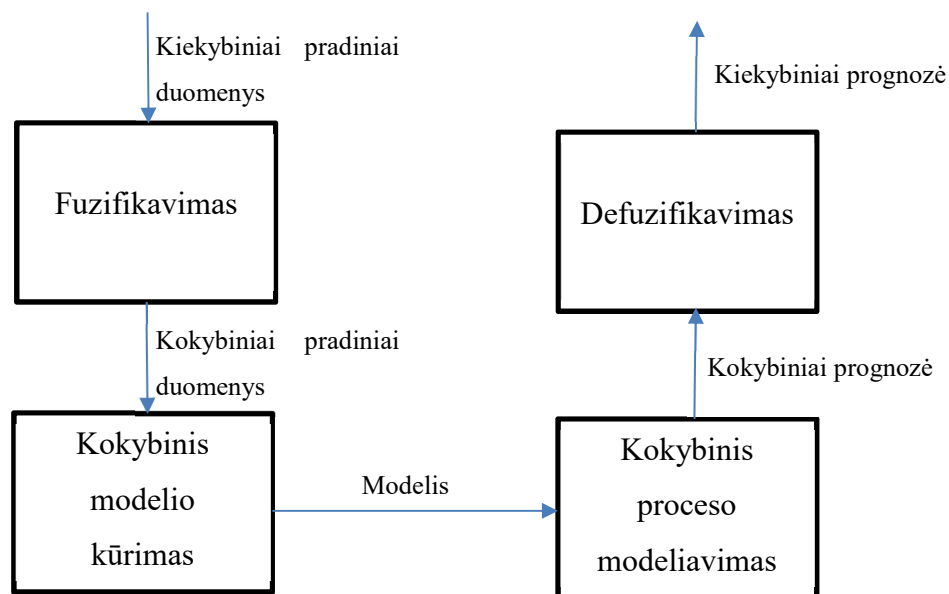 Kiekybiniai pradiniai
duomenys
Fuzifikavimas
Kokybiniai pradiniai
duomenys
Kokybinis
modelio
kūrimas
Modelis
Kokybinis
proceso
modeliavimas
Kokybiniai prognozė
Defuzifikavimas
Kiekybiniai prognozė